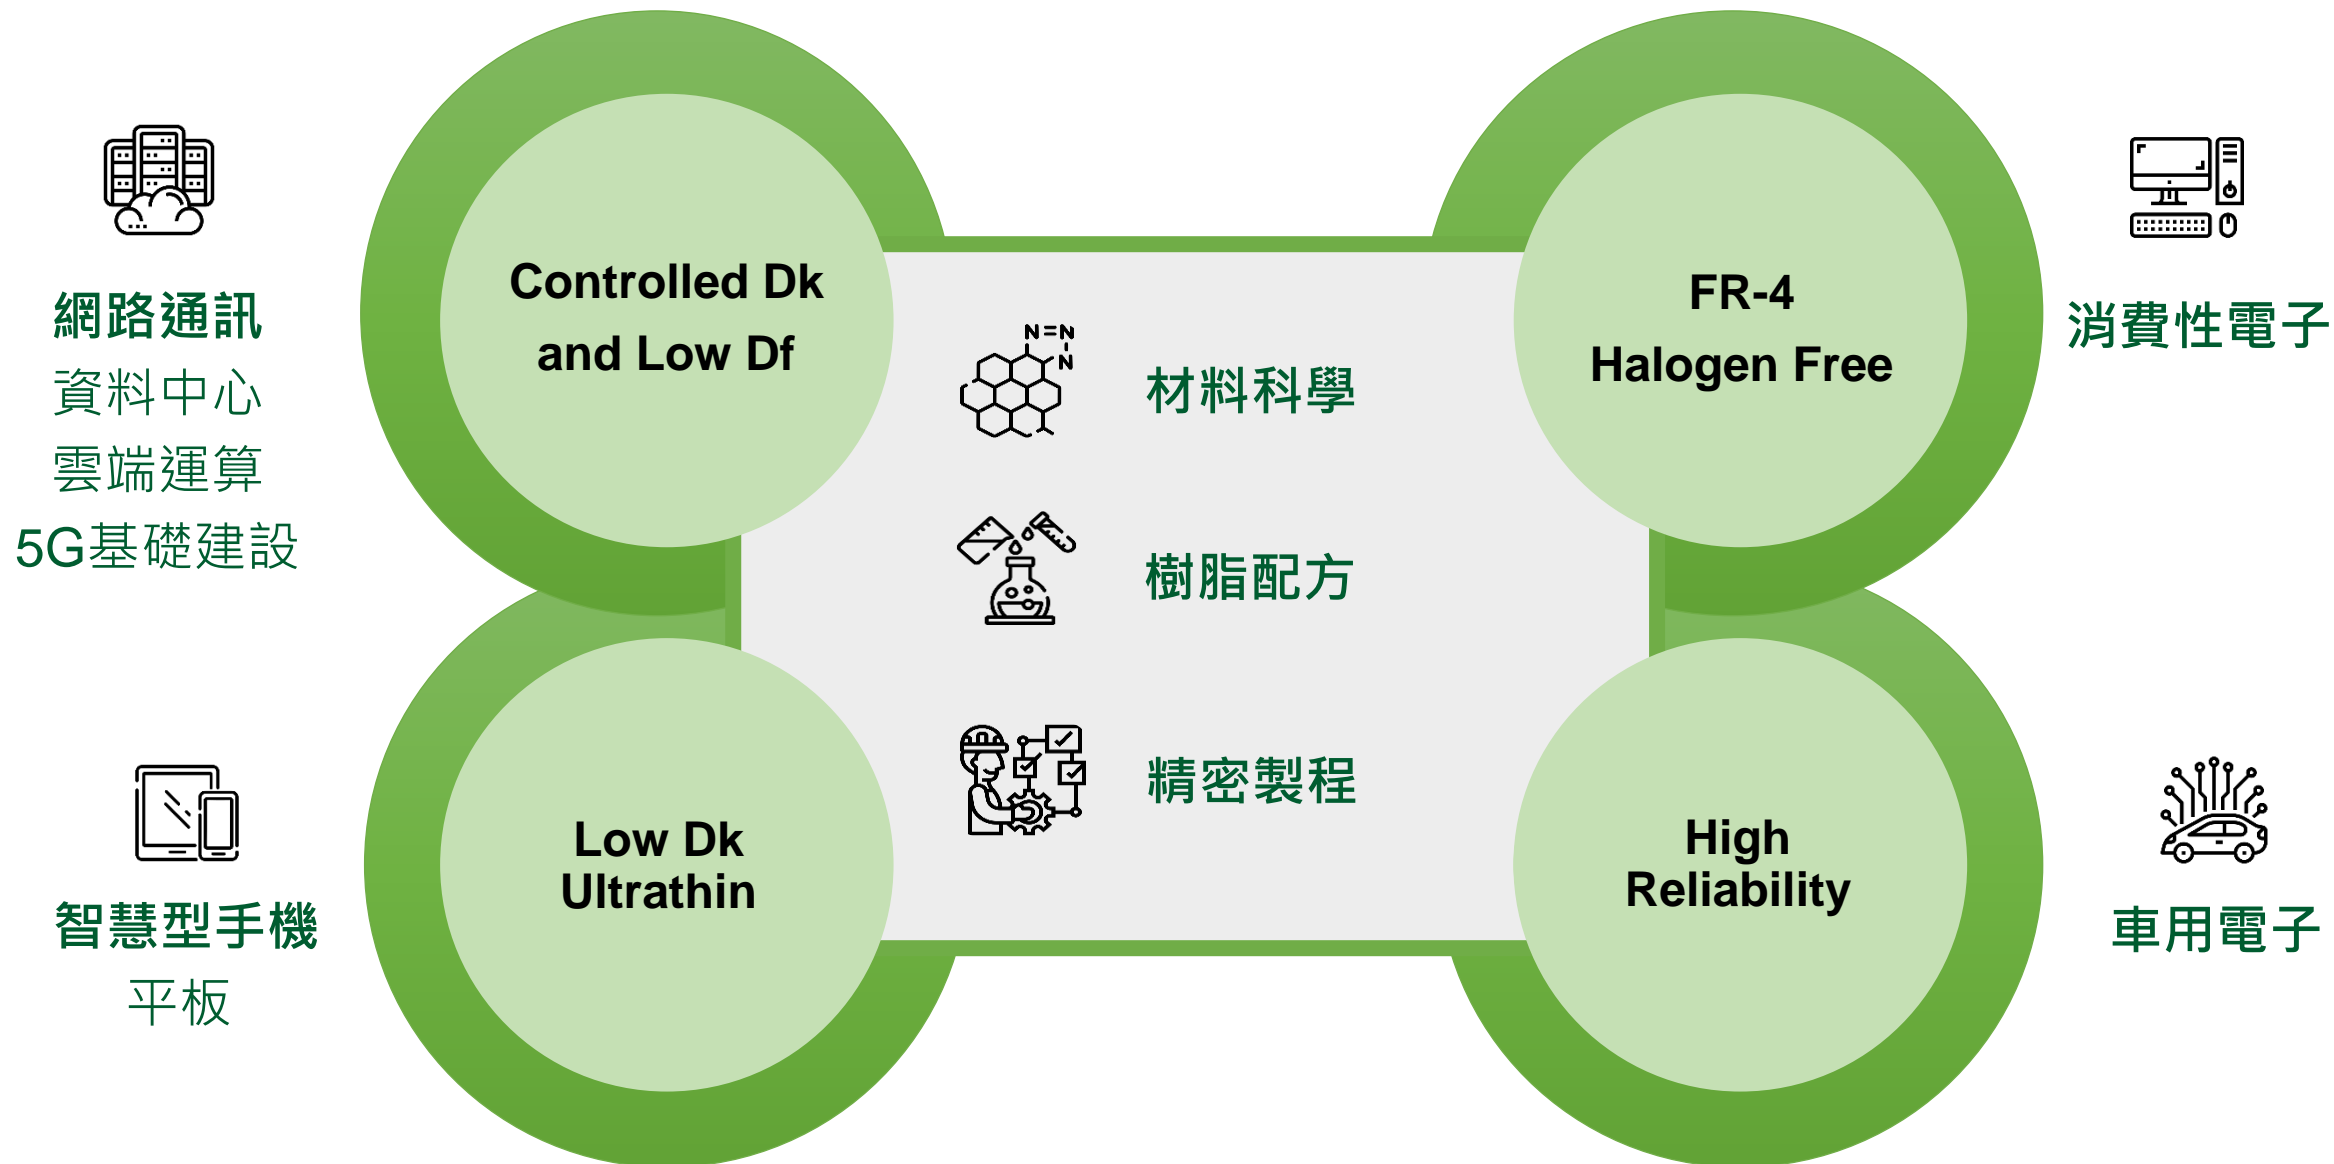 網路通訊
資料中心
雲端運算
5G基礎建設
Controlled Dk
and Low Df
N=N
N
材料科學
樹脂配方
精密製程
FR-4
Halogen Free
消費性電子
智慧型手機
平板
Low Dk
Ultrathin
High
Reliability
車用電子